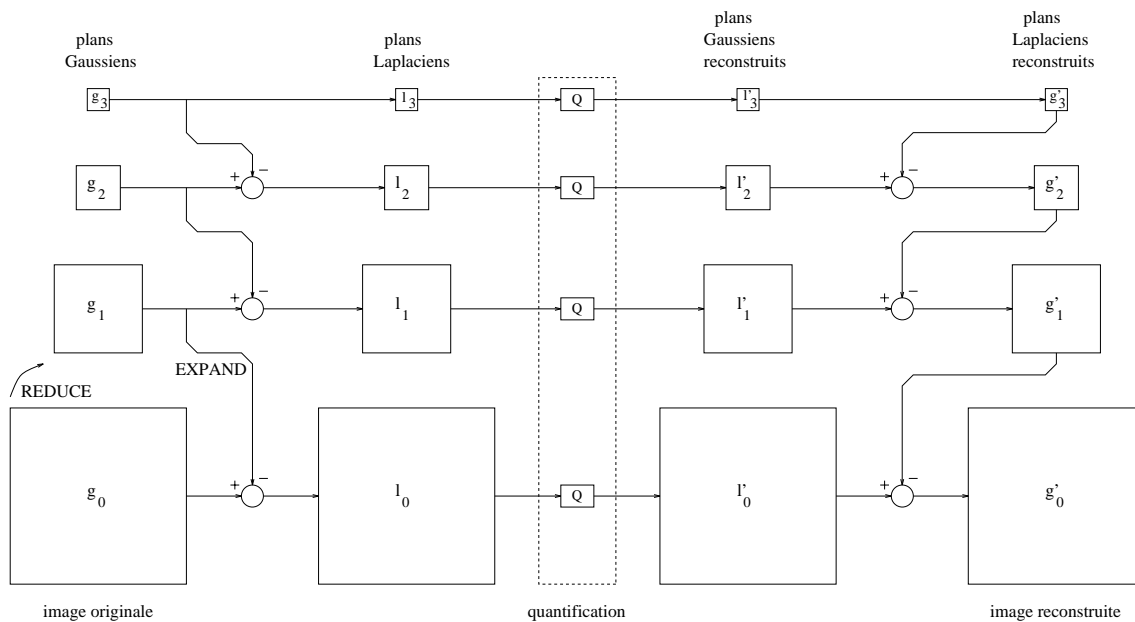 plans
Gaussiens
plans
Laplaciens
plans
Gaussiens
reconstruits
plans
Laplaciens
reconstruits
g3 l3 Q l'3 g'3
+ − + −
g2 l2 Q l'2 g'2
+ − + −
g1 l1 Q l'1 g'1
EXPAND
REDUCE
+ − + −
g0 l0 Q l'0 g'0
image originale quantification image reconstruite